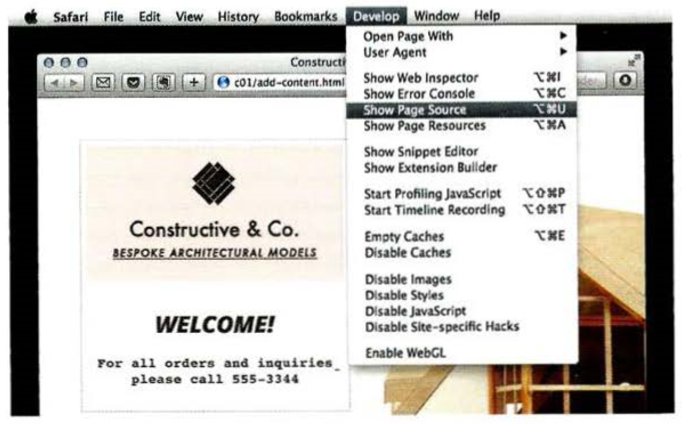 Safari File Edit View History Bookmarks Develop Window Help
Open Page With
User Agent
Constructi
c01/add-content.html
Show Web Inspector ⌥⌘I
Show Error Console ⌥⌘C
Show Page Source ⌥⌘U
Show Page Resources ⌥⌘A
Show Snippet Editor
Show Extension Builder
Start Profiling JavaScript ⌥⇧⌘P
Start Timeline Recording ⌥⇧⌘T
Empty Caches ⌥⌘E
Disable Caches
Disable Images
Disable Styles
Disable JavaScript
Disable Site-specific Hacks
Enable WebGL
Constructive & Co.
BESPOKE ARCHITECTURAL MODELS
WELCOME!
For all orders and inquiries_
please call 555-3344